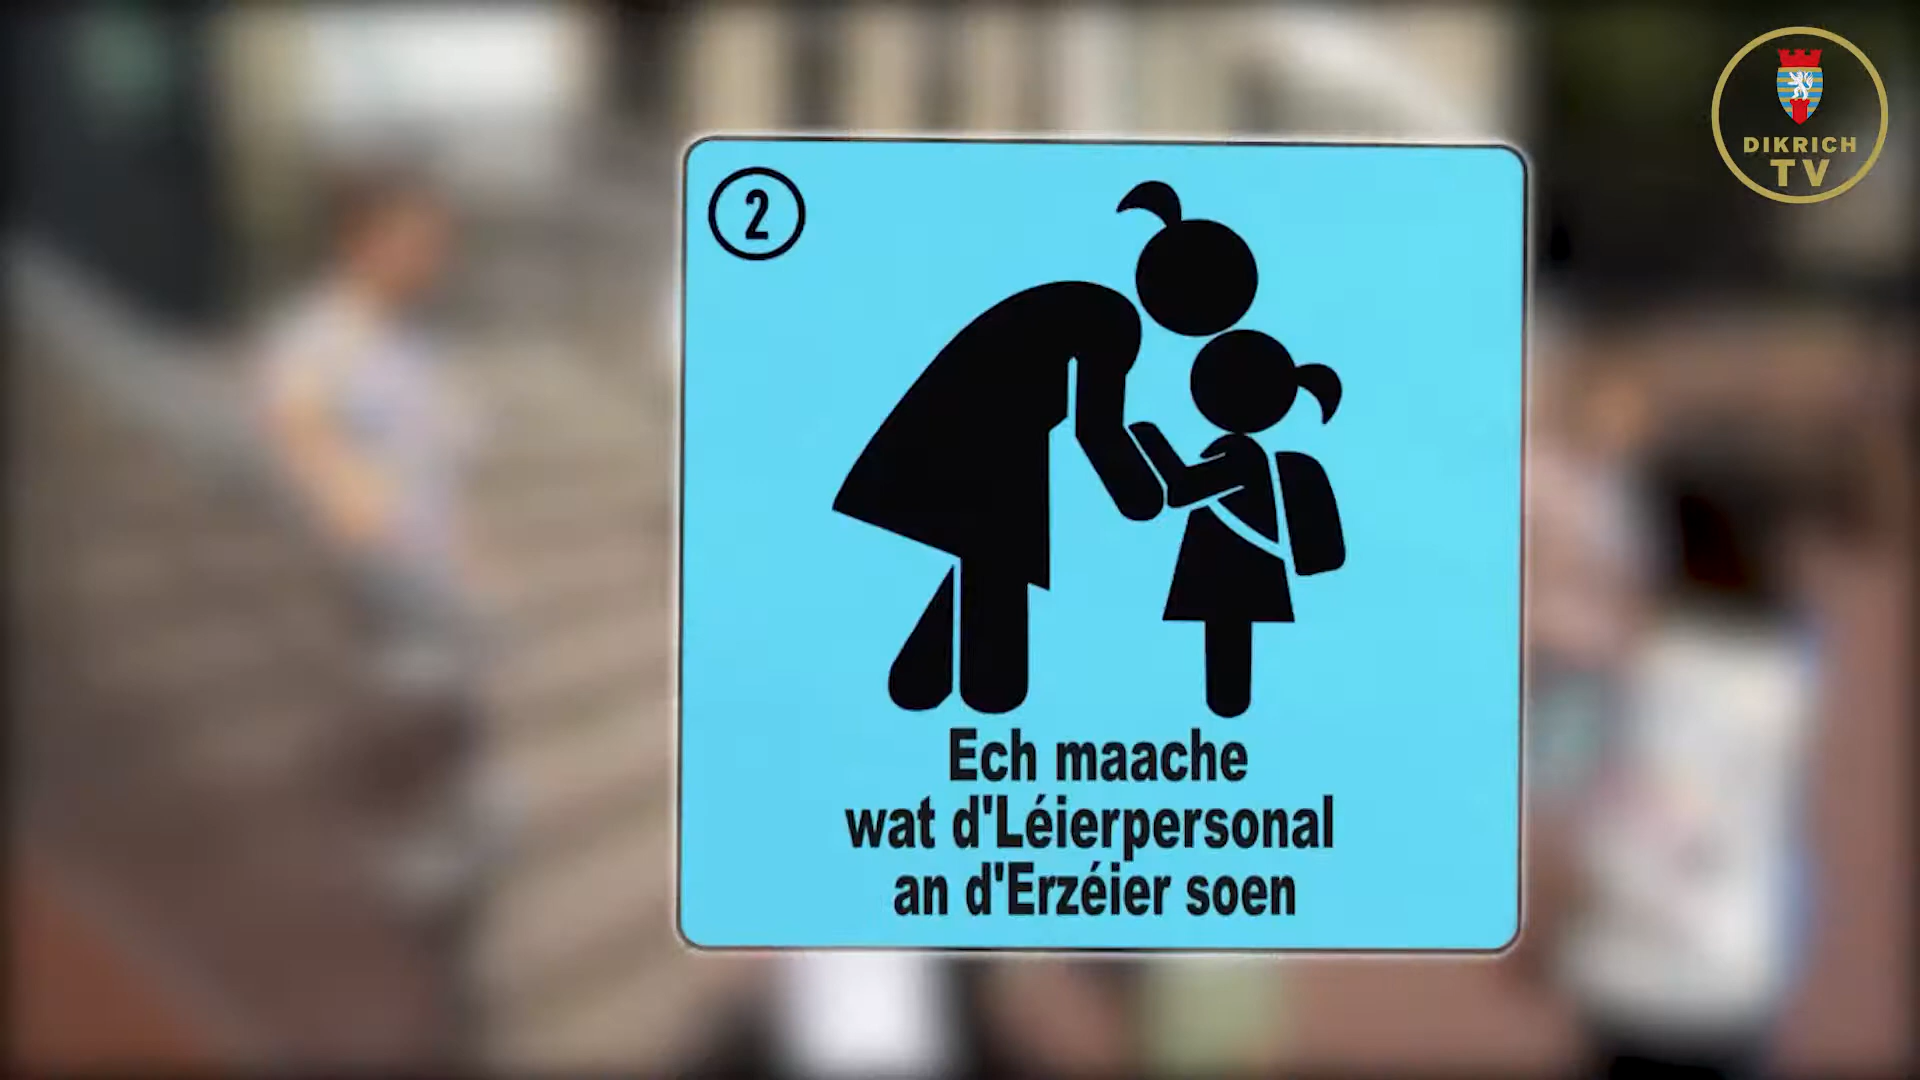 DIKRICH
TV
2
Ech maache
wat d'Léierpersonal
an d'Erzéier soen